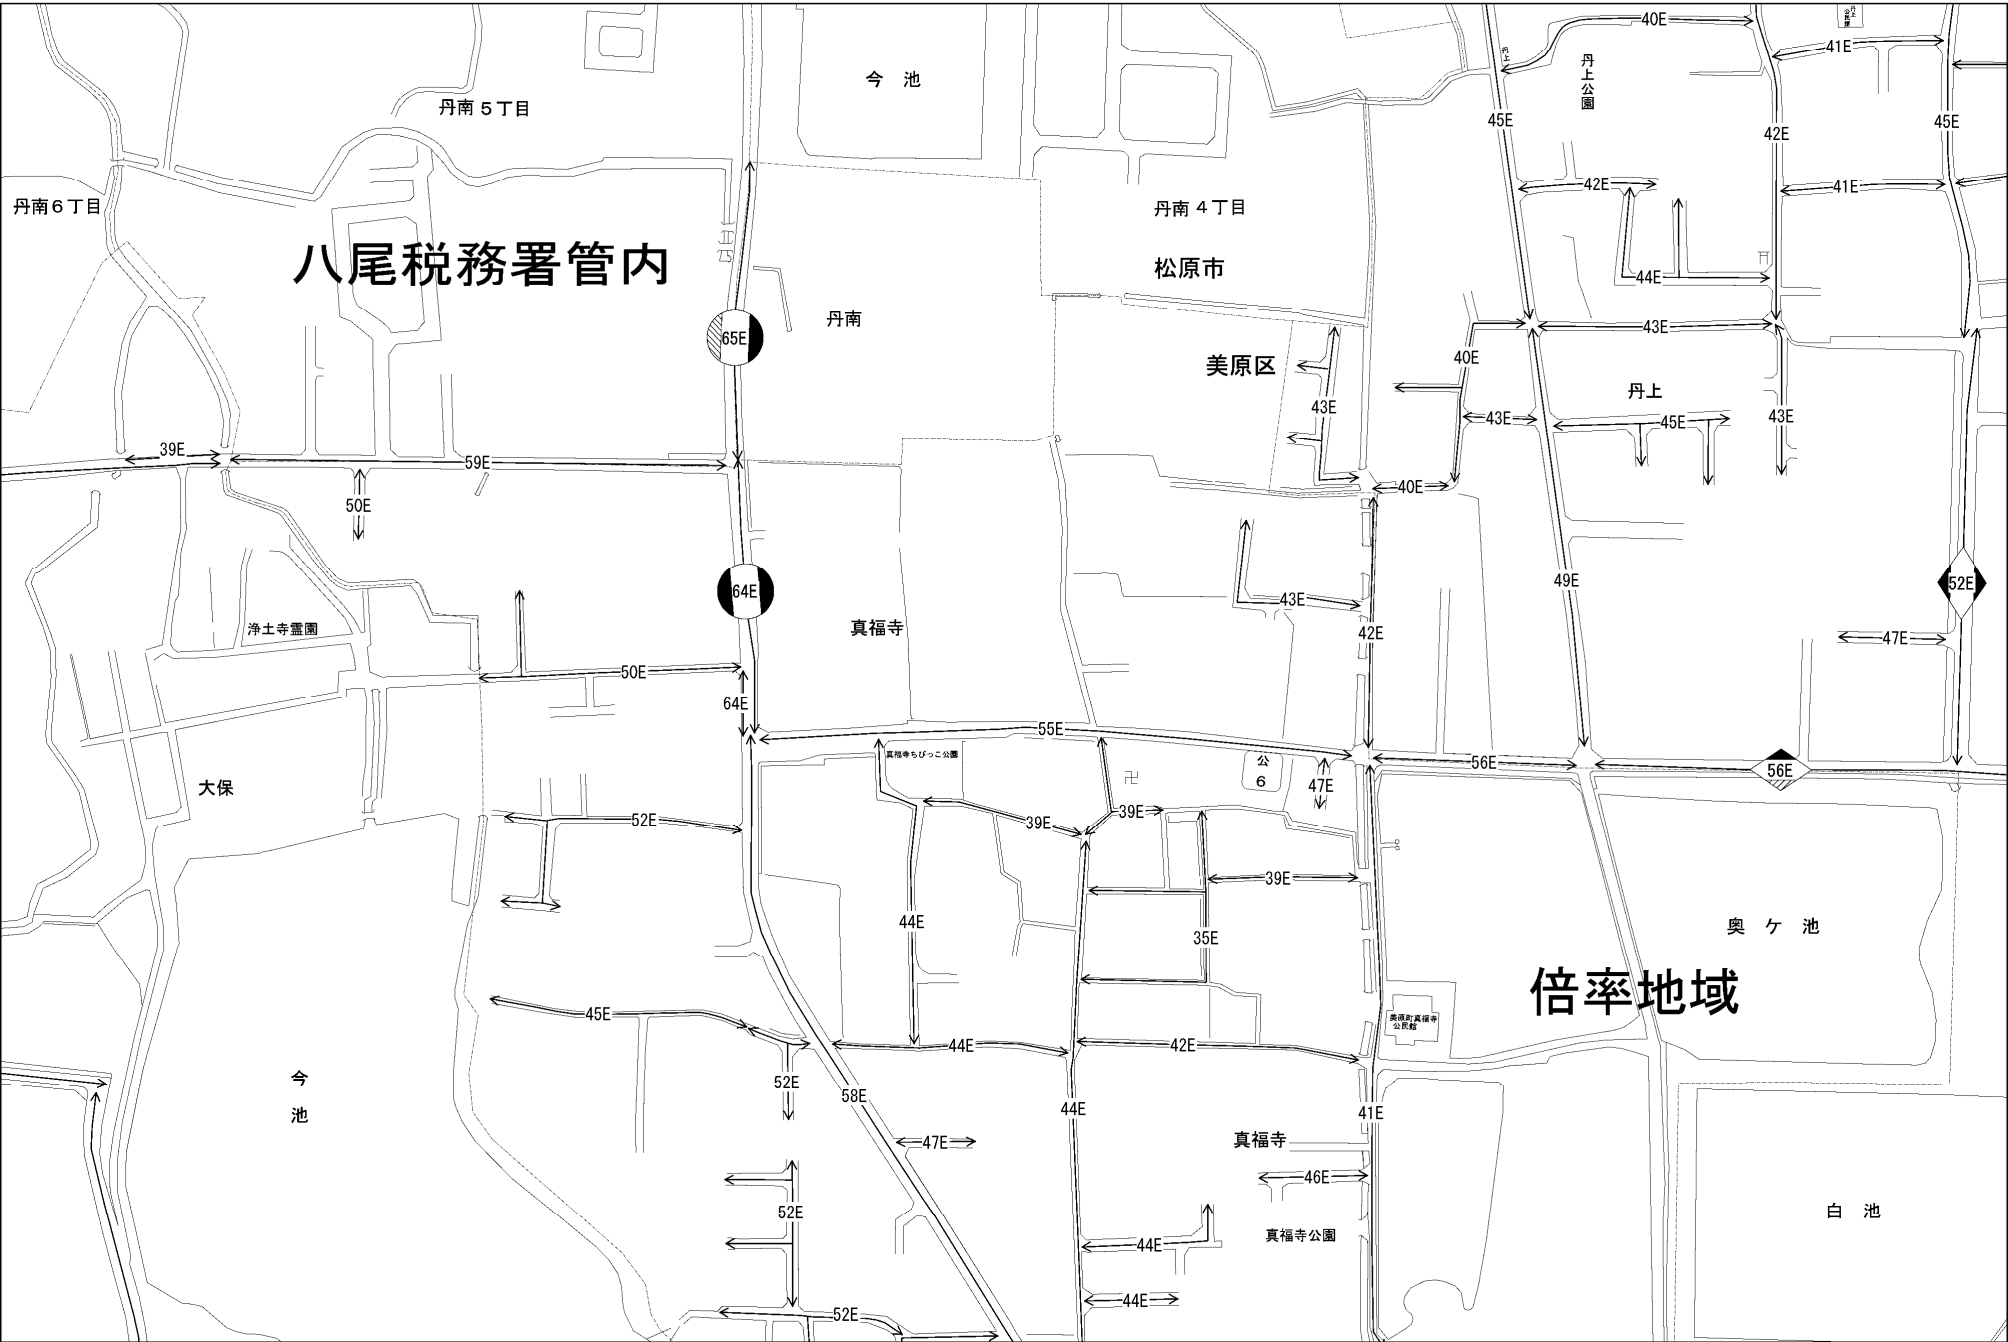 40E
丹上公民館
41E
丹上
丹上公園
今　池
丹南５丁目
45E
42E
45E
42E
41E
丹南６丁目
丹南４丁目
八尾税務署管内
松原市
44E
丹南
65E
43E
美原区
40E
丹上
43E
43E
45E
43E
39E
59E
40E
50E
49E
52E
64E
43E
浄土寺霊園
真福寺
42E
47E
50E
64E
55E
真福寺ちびっこ公園
公
6
56E
56E
47E
大保
52E
39E
39E
39E
44E
35E
奥　ケ　池
倍率地域
45E
美原町真福寺
公民館
44E
42E
今
池
52E
58E
44E
41E
47E
真福寺
46E
52E
白　池
真福寺公園
44E
44E
52E